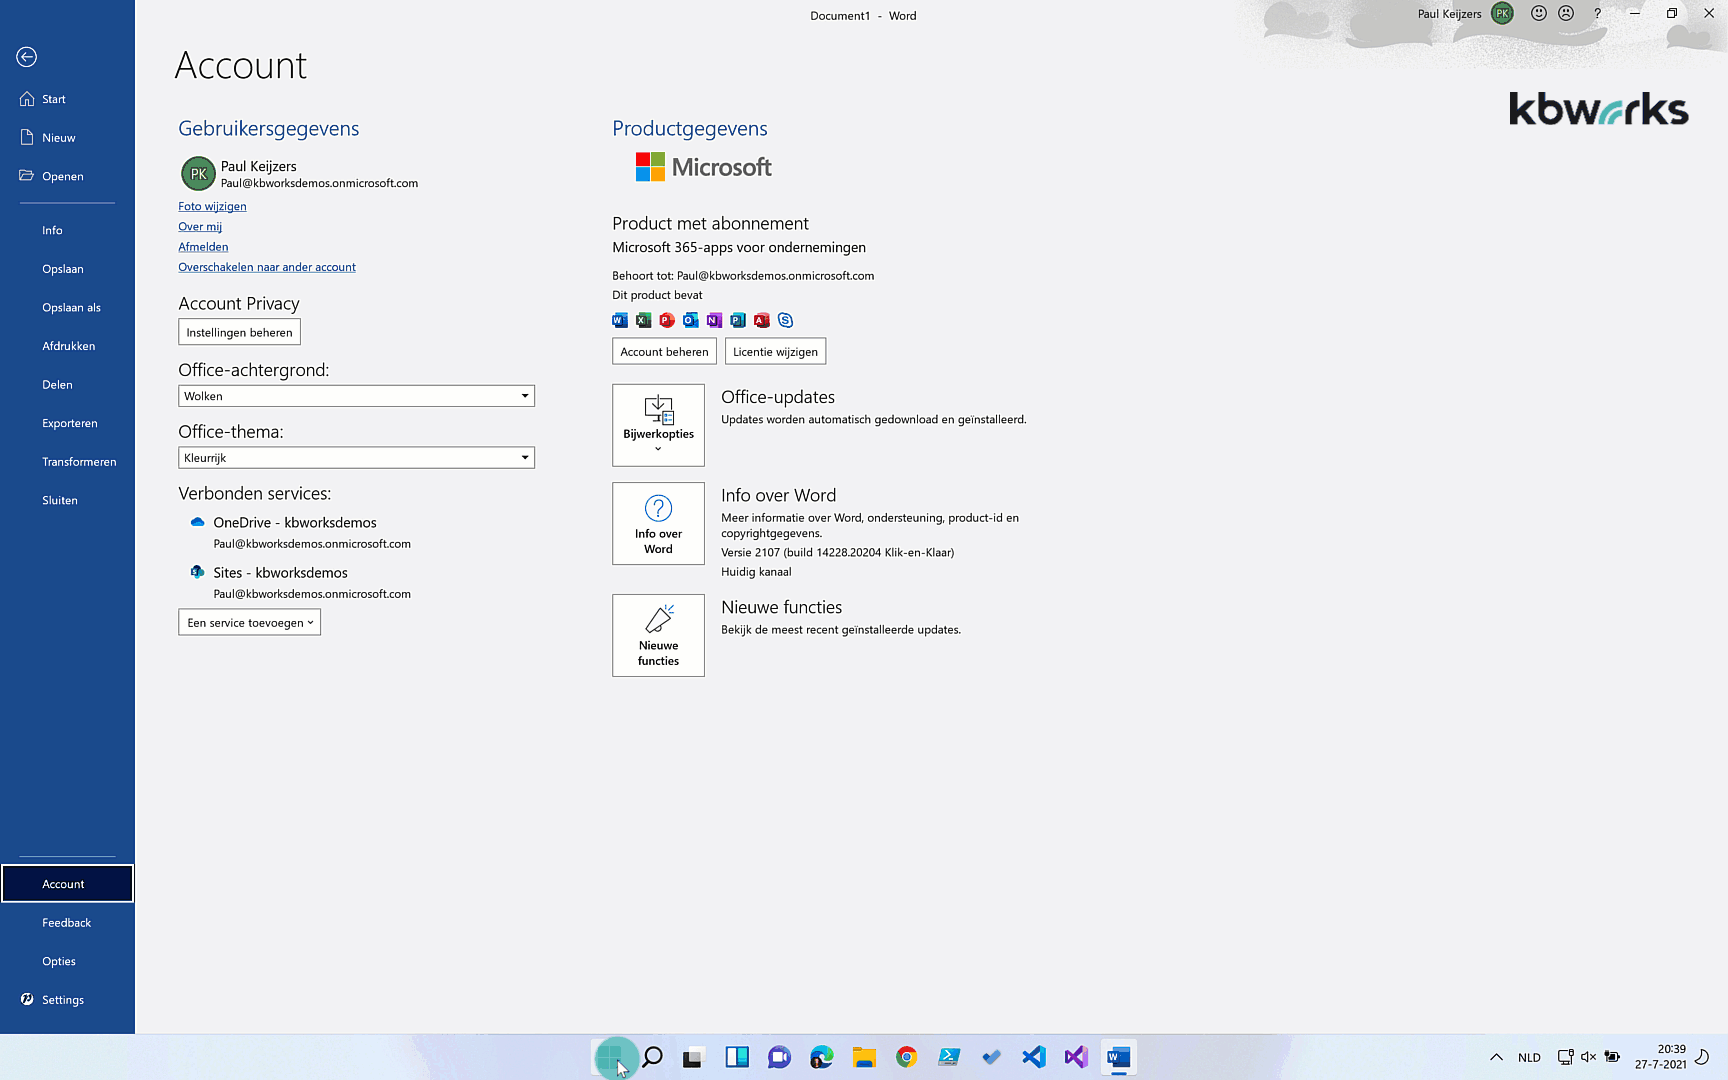 Document1 - Word
Paul Keijzers
PK
?
Start
Nieuw
Openen
Info
Opslaan
Opslaan als
Afdrukken
Delen
Exporteren
Transformeren
Sluiten
Account
Feedback
Opties
Settings
Account
Gebruikersgegevens
PK
Paul Keijzers
Paul@kbworksdemos.onmicrosoft.com
Foto wijzigen
Over mij
Afmelden
Overschakelen naar ander account
Account Privacy
Instellingen beheren
Office-achtergrond:
Wolken
Office-thema:
Kleurrijk
Verbonden services:
OneDrive - kbworksdemos
Paul@kbworksdemos.onmicrosoft.com
Sites - kbworksdemos
Paul@kbworksdemos.onmicrosoft.com
Een service toevoegen
Productgegevens
Microsoft
Product met abonnement
Microsoft 365-apps voor ondernemingen
Behoort tot: Paul@kbworksdemos.onmicrosoft.com
Dit product bevat
Account beheren
Licentie wijzigen
Bijwerkopties
Office-updates
Updates worden automatisch gedownload en geïnstalleerd.
Info over
Word
Info over Word
Meer informatie over Word, ondersteuning, product-id en
copyrightgegevens.
Versie 2107 (build 14228.20204 Klik-en-Klaar)
Huidig kanaal
Nieuwe
functies
Nieuwe functies
Bekijk de meest recent geïnstalleerde updates.
kbworks
NLD
20:39
27-7-2021